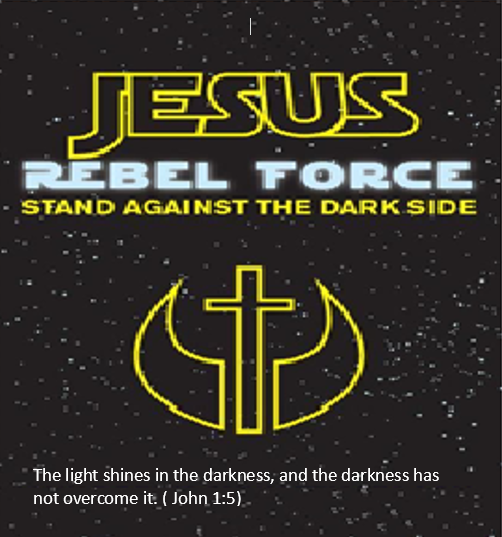 JESUS
REBEL FORCE
STAND AGAINST THE DARK SIDE
The light shines in the darkness, and the darkness has
not overcome it. ( John 1:5)